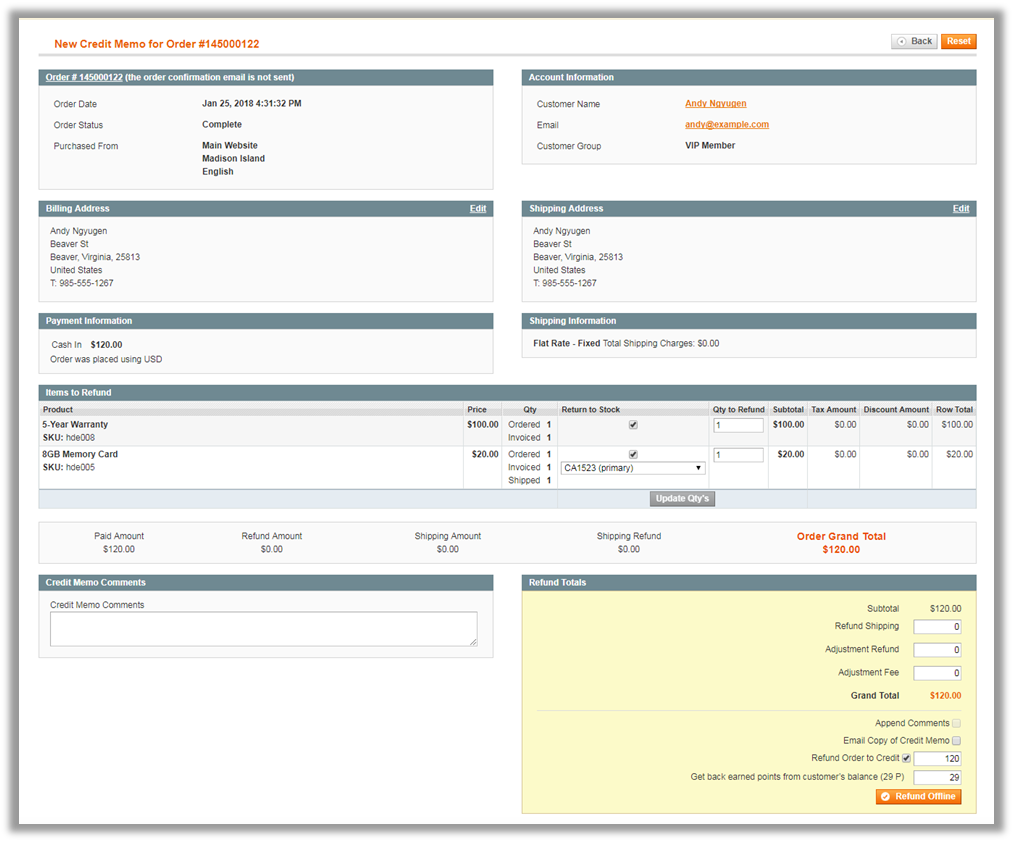 New Credit Memo for Order #145000122
Back
Reset
Order # 145000122 (the order confirmation email is not sent)
Order Date Jan 25, 2018 4:31:32 PM
Order Status Complete
Purchased From Main Website
Madison Island
English
Account Information
Customer Name Andy Ngyugen
Email andy@example.com
Customer Group VIP Member
Billing Address Edit
Andy Ngyugen
Beaver St
Beaver, Virginia, 25813
United States
T: 985-555-1267
Shipping Address Edit
Andy Ngyugen
Beaver St
Beaver, Virginia, 25813
United States
T: 985-555-1267
Payment Information
Cash In $120.00
Order was placed using USD
Shipping Information
Flat Rate - Fixed Total Shipping Charges: $0.00
Items to Refund
Product Price Qty Return to Stock Qty to Refund Subtotal Tax Amount Discount Amount Row Total
5-Year Warranty $100.00 Ordered 1 1 $100.00 $0.00 $0.00 $100.00
SKU: hde008 Invoiced 1
8GB Memory Card $20.00 Ordered 1 1 $20.00 $0.00 $0.00 $20.00
SKU: hde005 Invoiced 1 CA1523 (primary)
Shipped 1
Update Qty's
Paid Amount Refund Amount Shipping Amount Shipping Refund Order Grand Total
$120.00 $0.00 $0.00 $0.00 $120.00
Credit Memo Comments
Credit Memo Comments
Refund Totals
Subtotal $120.00
Refund Shipping 0
Adjustment Refund 0
Adjustment Fee 0
Grand Total $120.00
Append Comments
Email Copy of Credit Memo
Refund Order to Credit 120
Get back earned points from customer's balance (29 P) 29
Refund Offline